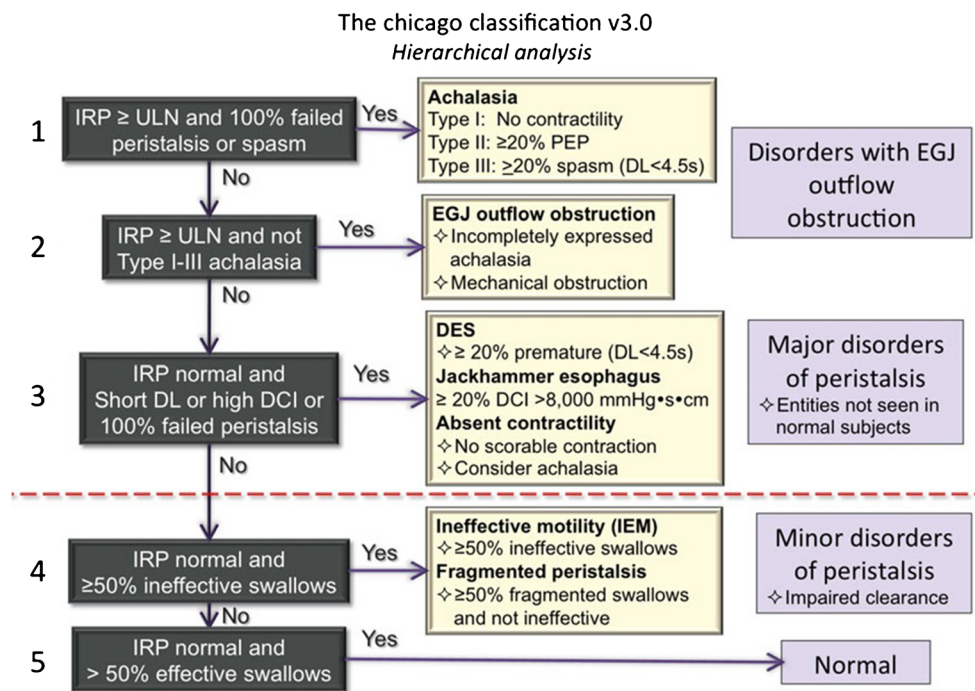 The chicago classification v3.0
Hierarchical analysis
1
IRP ≥ ULN and 100% failed
peristalsis or spasm
Yes
Achalasia
Type I: No contractility
Type II: ≥20% PEP
Type III: ≥20% spasm (DL<4.5s)
Disorders with EGJ
outflow
obstruction
No
2
IRP ≥ ULN and not
Type I-III achalasia
Yes
EGJ outflow obstruction
✧Incompletely expressed
achalasia
✧Mechanical obstruction
No
3
IRP normal and
Short DL or high DCI or
100% failed peristalsis
Yes
DES
✧≥ 20% premature (DL<4.5s)
Jackhammer esophagus
≥ 20% DCI >8,000 mmHg•s•cm
Absent contractility
✧No scorable contraction
✧Consider achalasia
Major disorders
of peristalsis
✧Entities not seen in
normal subjects
No
4
IRP normal and
≥50% ineffective swallows
Yes
Ineffective motility (IEM)
✧≥50% ineffective swallows
Fragmented peristalsis
✧≥50% fragmented swallows
and not ineffective
Minor disorders
of peristalsis
✧Impaired clearance
No
5
IRP normal and
> 50% effective swallows
Yes
Normal